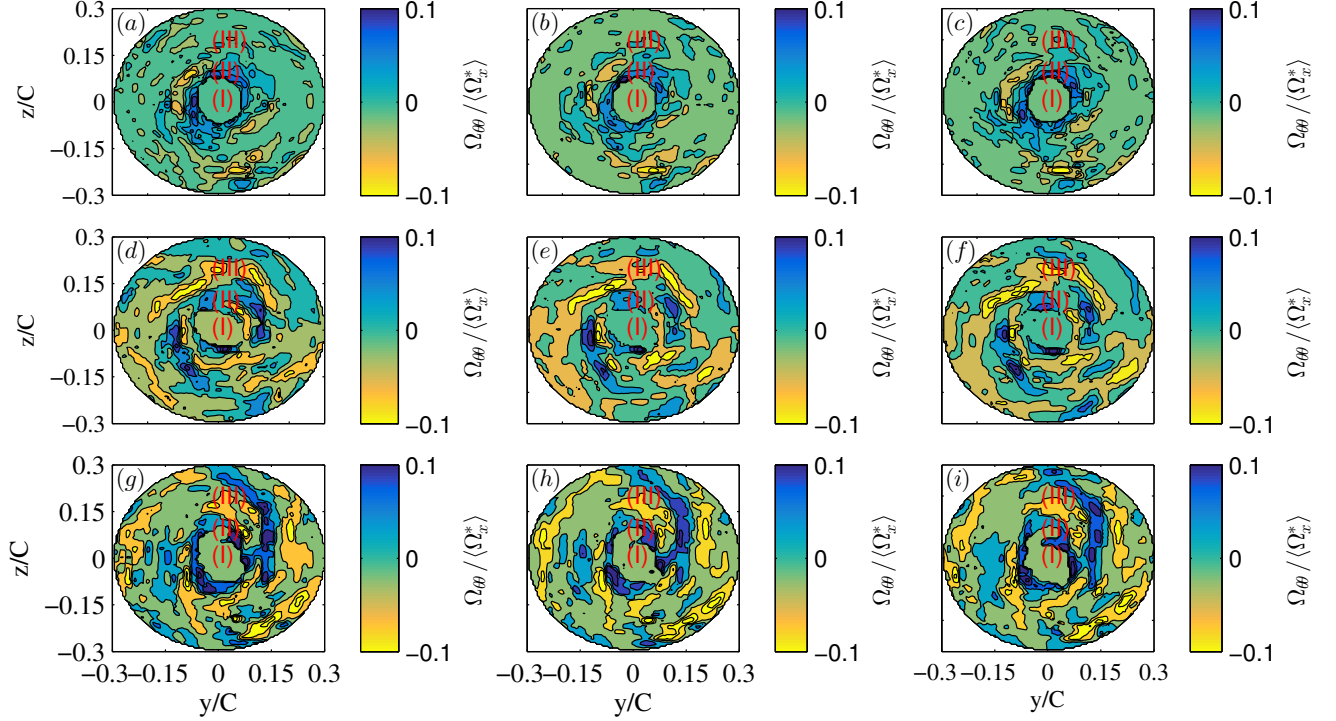 (a) (III) (II) (I) 0.3 0.15 0 −0.15 −0.3 z/C 0.1 0 −0.1 Ωθθ / ⟨Ω*x⟩
(b) (III) (II) (I) 0.1 0 −0.1 Ωθθ / ⟨Ω*x⟩
(c) (III) (II) (I) 0.1 0 −0.1 Ωθθ / ⟨Ω*x⟩
(d) (III) (II) (I) 0.3 0.15 0 −0.15 −0.3 z/C 0.1 0 −0.1 Ωθθ / ⟨Ω*x⟩
(e) (III) (II) (I) 0.1 0 −0.1 Ωθθ / ⟨Ω*x⟩
(f) (III) (II) (I) 0.1 0 −0.1 Ωθθ / ⟨Ω*x⟩
(g) (III) (II) (I) 0.3 0.15 0 −0.15 −0.3 z/C 0.1 0 −0.1 Ωθθ / ⟨Ω*x⟩
−0.3 −0.15 0 0.15 0.3
y/C
(h) (III) (II) (I) 0.1 0 −0.1 Ωθθ / ⟨Ω*x⟩
−0.3 −0.15 0 0.15 0.3
y/C
(i) (III) (II) (I) 0.1 0 −0.1 Ωθθ / ⟨Ω*x⟩
−0.3 −0.15 0 0.15 0.3
y/C